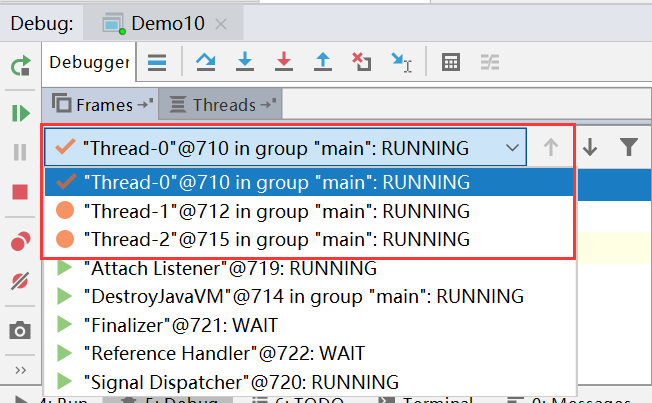 Debug: Demo10
Debugger
Frames Threads
"Thread-0"@710 in group "main": RUNNING
"Thread-0"@710 in group "main": RUNNING
"Thread-1"@712 in group "main": RUNNING
"Thread-2"@715 in group "main": RUNNING
"Attach Listener"@719: RUNNING
"DestroyJavaVM"@714 in group "main": RUNNING
"Finalizer"@721: WAIT
"Reference Handler"@722: WAIT
"Signal Dispatcher"@720: RUNNING
4: Run 5: Debug 6: TODO Terminal 0: Messages